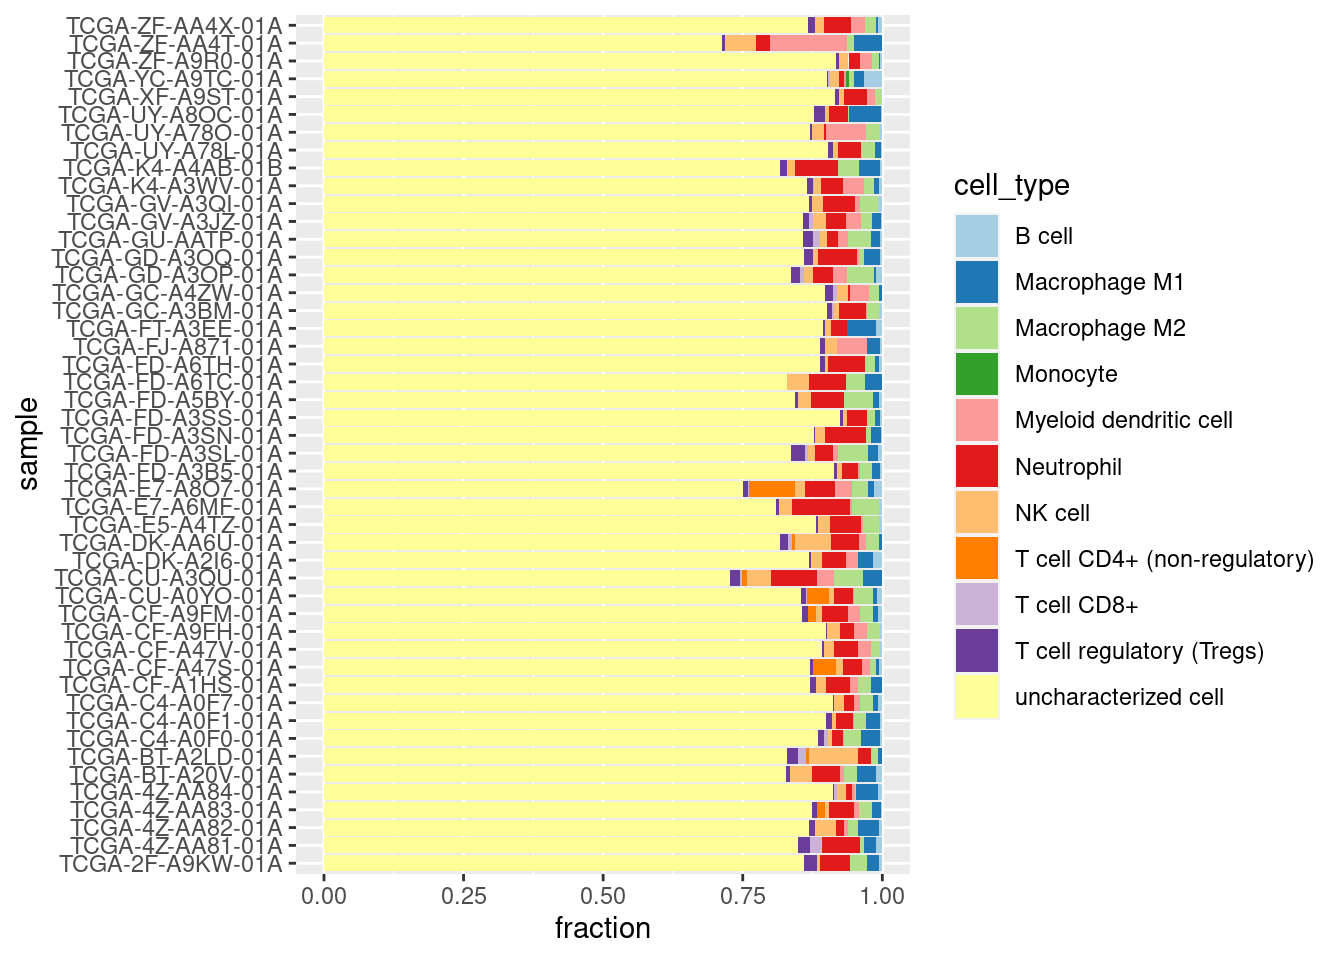 TCGA-ZF-AA4X-01A
TCGA-ZF-AA4T-01A
TCGA-ZF-A9R0-01A
TCGA-YC-A9TC-01A
TCGA-XF-A9ST-01A
TCGA-UY-A8OC-01A
TCGA-UY-A78O-01A
TCGA-UY-A78L-01A
TCGA-K4-A4AB-01B
TCGA-K4-A3WV-01A
TCGA-GV-A3QI-01A
TCGA-GV-A3JZ-01A
TCGA-GU-AATP-01A
TCGA-GD-A3OQ-01A
TCGA-GD-A3OP-01A
TCGA-GC-A4ZW-01A
TCGA-GC-A3BM-01A
TCGA-FT-A3EE-01A
TCGA-FJ-A871-01A
TCGA-FD-A6TH-01A
TCGA-FD-A6TC-01A
TCGA-FD-A5BY-01A
TCGA-FD-A3SS-01A
TCGA-FD-A3SN-01A
TCGA-FD-A3SL-01A
TCGA-FD-A3B5-01A
TCGA-E7-A8O7-01A
TCGA-E7-A6MF-01A
TCGA-E5-A4TZ-01A
TCGA-DK-AA6U-01A
TCGA-DK-A2I6-01A
TCGA-CU-A3QU-01A
TCGA-CU-A0YO-01A
TCGA-CF-A9FM-01A
TCGA-CF-A9FH-01A
TCGA-CF-A47V-01A
TCGA-CF-A47S-01A
TCGA-CF-A1HS-01A
TCGA-C4-A0F7-01A
TCGA-C4-A0F1-01A
TCGA-C4-A0F0-01A
TCGA-BT-A2LD-01A
TCGA-BT-A20V-01A
TCGA-4Z-AA84-01A
TCGA-4Z-AA83-01A
TCGA-4Z-AA82-01A
TCGA-4Z-AA81-01A
TCGA-2F-A9KW-01A
sample
0.00 0.25 0.50 0.75 1.00
fraction
cell_type
B cell
Macrophage M1
Macrophage M2
Monocyte
Myeloid dendritic cell
Neutrophil
NK cell
T cell CD4+ (non-regulatory)
T cell CD8+
T cell regulatory (Tregs)
uncharacterized cell